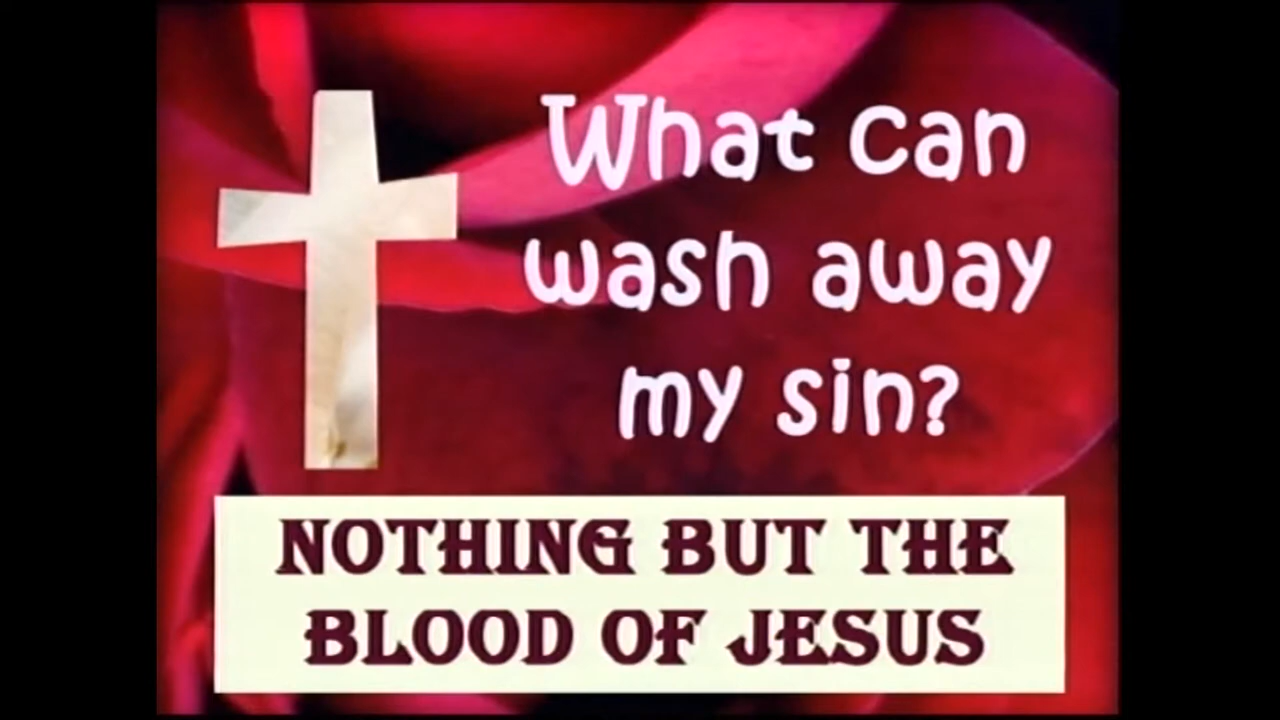 What can
wash away
my sin?
NOTHING BUT THE
BLOOD OF JESUS